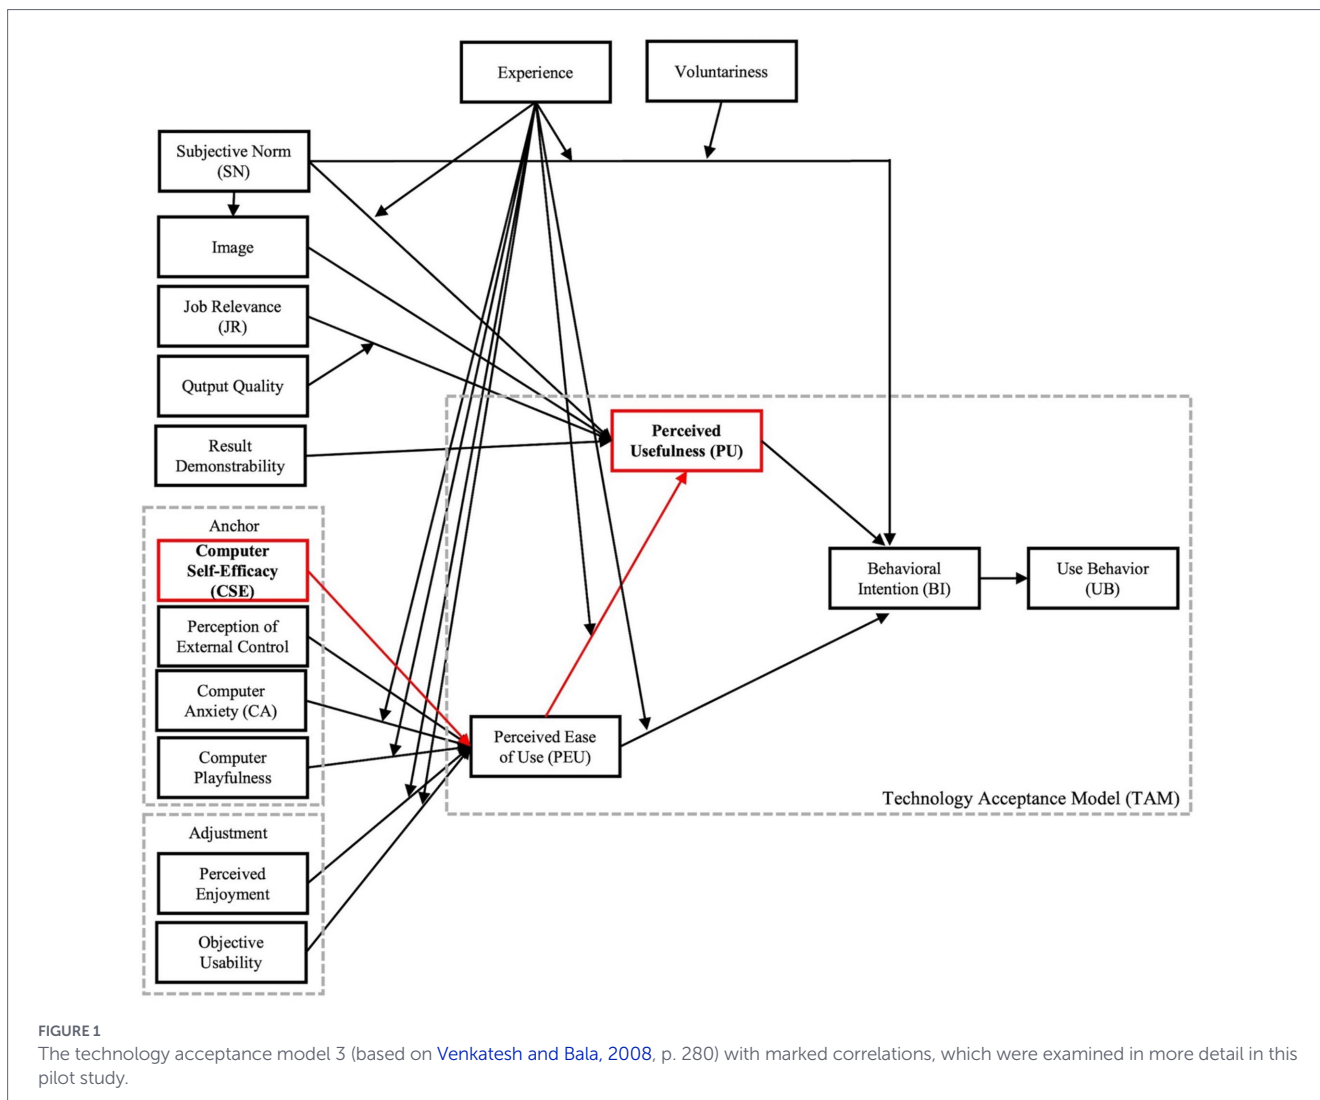 Experience
Voluntariness
Subjective Norm
(SN)
Image
Job Relevance
(JR)
Qutput Quality
Result
Demonstrability
Perceived
Usefulness (PU)
Anchor
Computer
Self-Efficacy
(CSE)
Perception of
External Control
Computer
Anxiety (CA)
Computer
Playfulness
Behavioral
Intention (BI)
Use Behavior
(UB)
Perceived Ease
of Use (PEU)
Technology Acceptance Model (TAM)
Adjustment
Perceived
Enjoyment
Objective
Usability
FIGURE 1
The technology acceptance model 3 (based on Venkatesh and Bala, 2008, p. 280) with marked correlations, which were examined in more detail in this
pilot study.